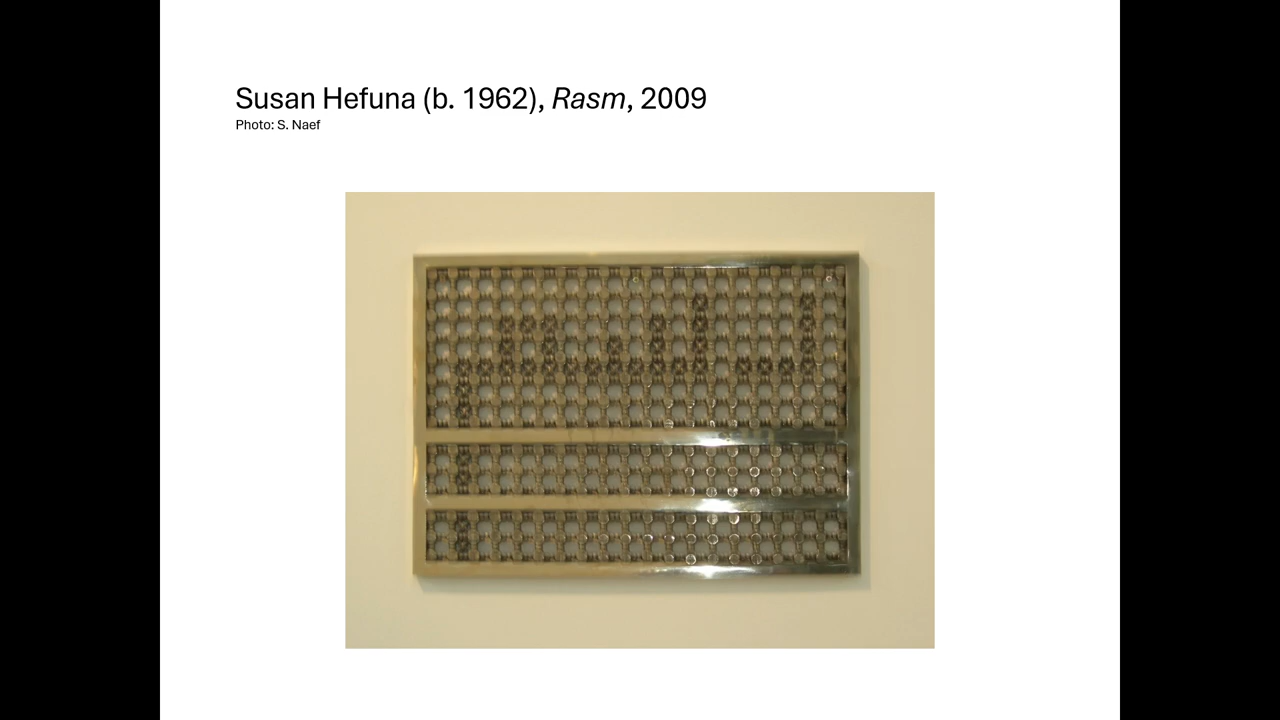 Susan Hefuna (b. 1962), Rasm, 2009
Photo: S. Naef